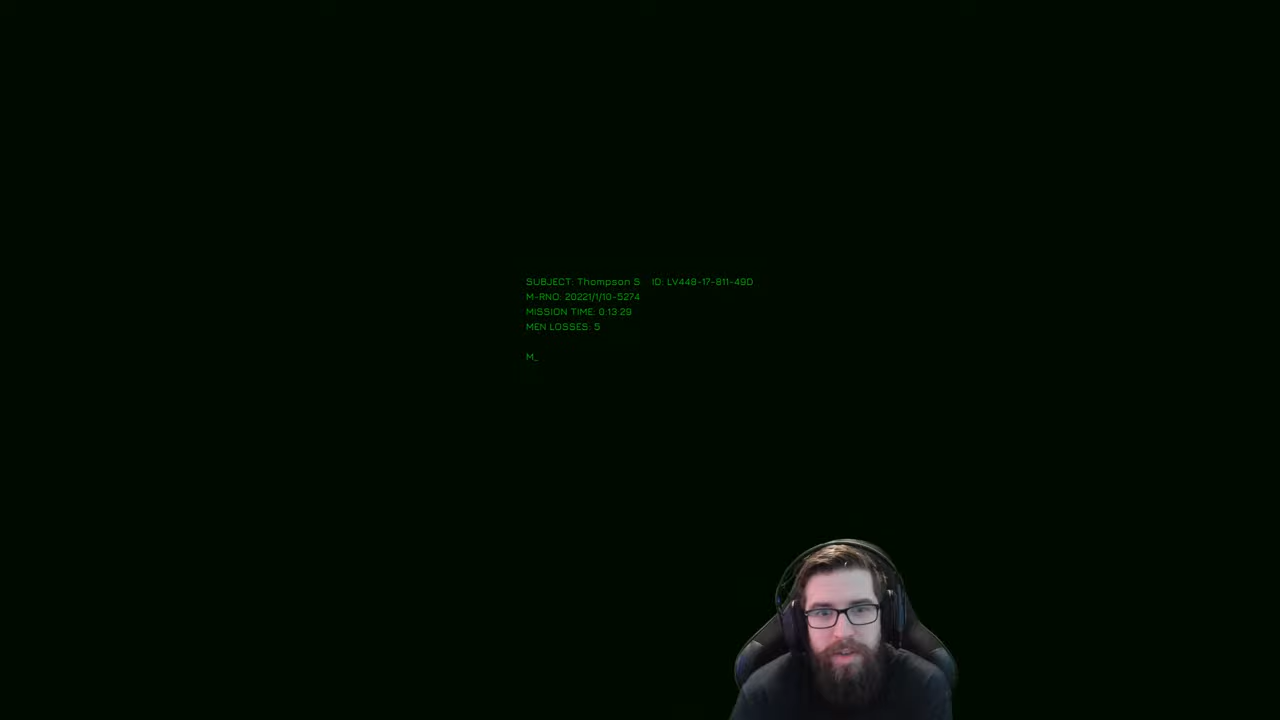 SUBJECT: Thompson S   ID: LV448-17-811-49D
M-RNO: 20221/1/10-5274
MISSION TIME: 0 13 29
MEN LOSSES: 5
M_